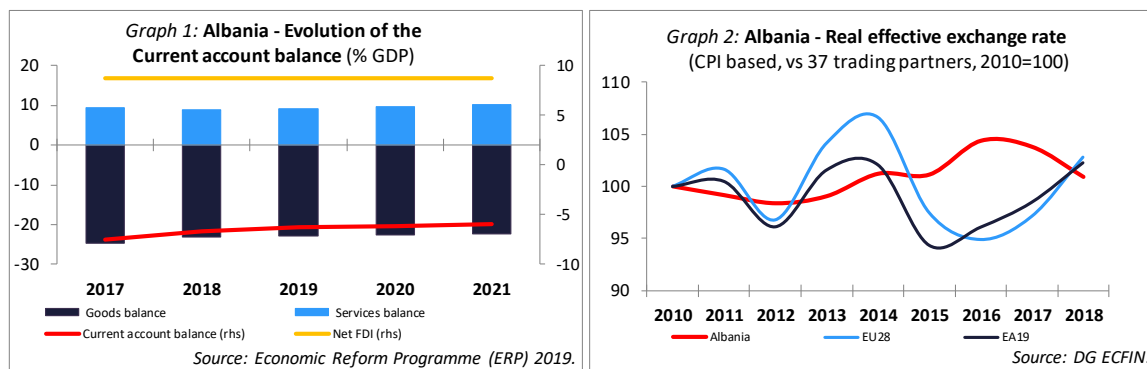 Graph 1: Albania - Evolution of the
Current account balance (% GDP)
20
10
0
-10
-20
-30
10
5
0
-5
-10
2017 2018 2019 2020 2021
Goods balance Services balance
Current account balance (rhs) Net FDI (rhs)
Source: Economic Reform Programme (ERP) 2019.
Graph 2: Albania - Real effective exchange rate
(CPI based, vs 37 trading partners, 2010=100)
110
105
100
95
90
2010 2011 2012 2013 2014 2015 2016 2017 2018
Albania EU28 EA19
Source: DG ECFIN.